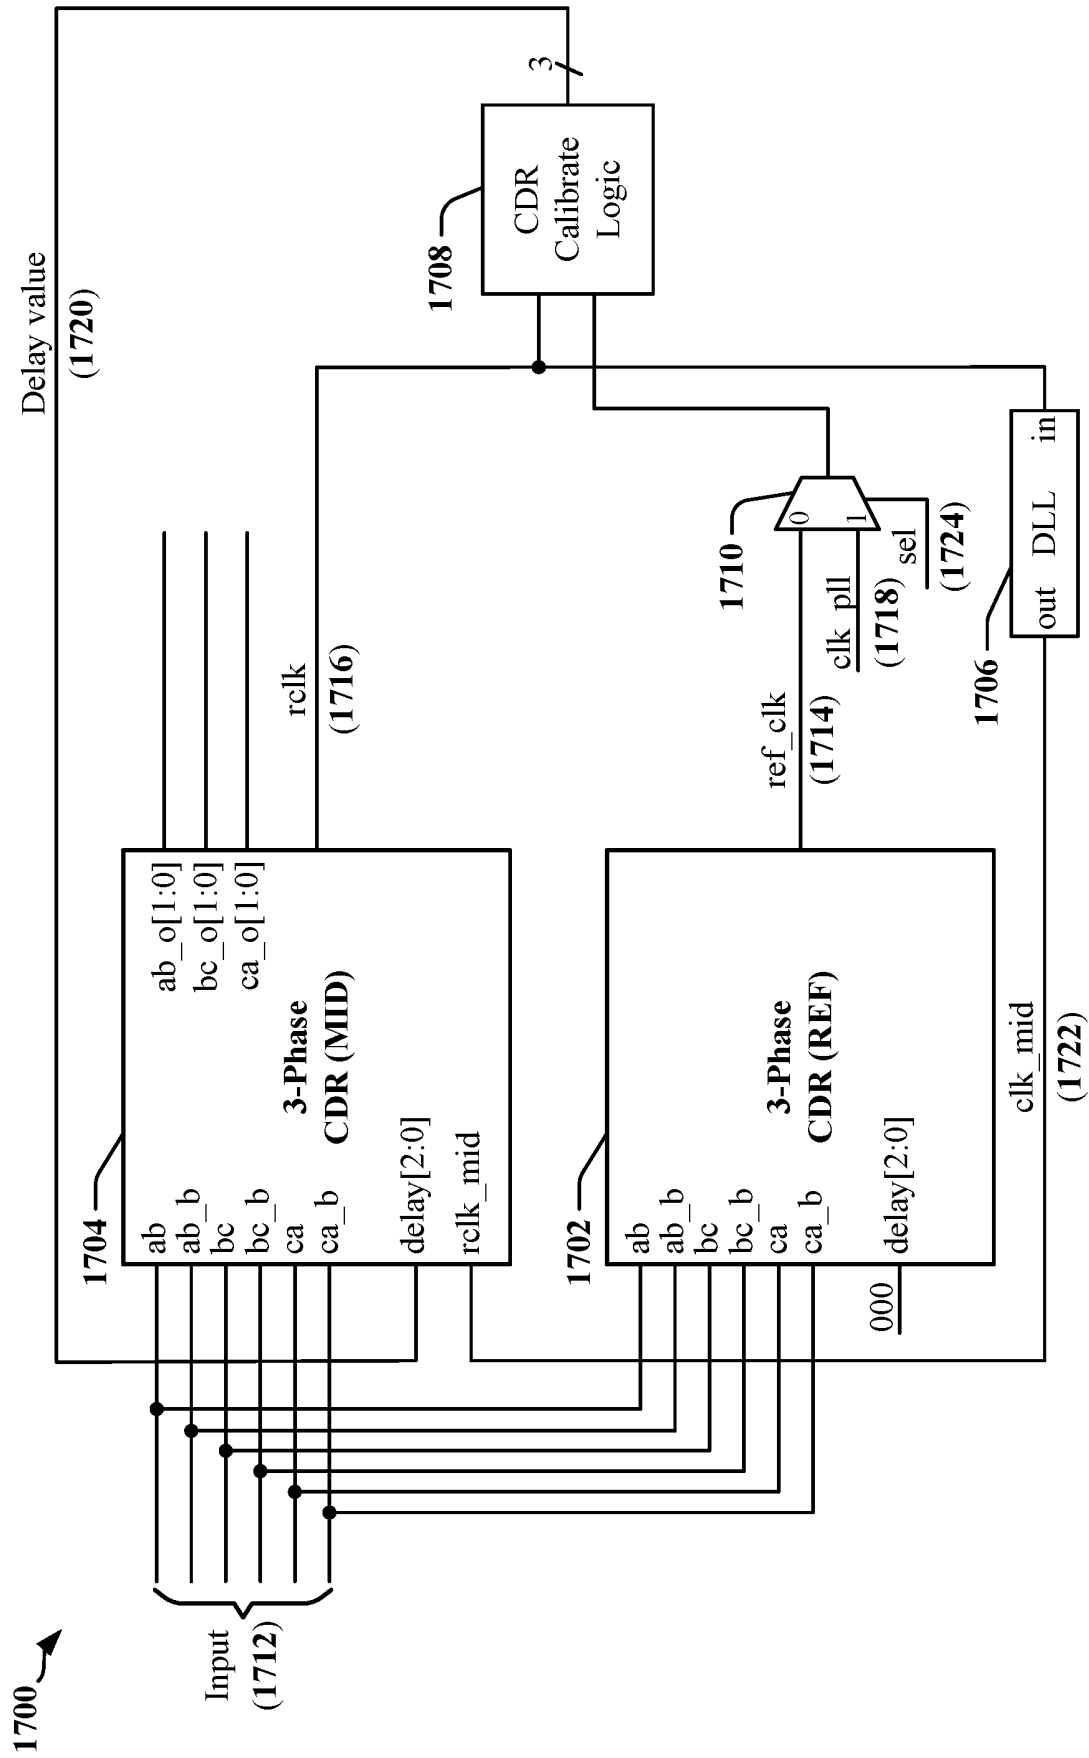 1700
Delay value
(1720)
3
1708
CDR
Calibrate
Logic
1704
ab
ab_b
bc
bc_b
ca
ca_b
delay[2:0]
rclk_mid
3-Phase
CDR (MID)
ab_o[1:0]
bc_o[1:0]
ca_o[1:0]
rclk
(1716)
Input
(1712)
1702
ab
ab_b
bc
bc_b
ca
ca_b
000
delay[2:0]
3-Phase
CDR (REF)
ref_clk
(1714)
1710
0
1
clk_pll
(1718)
sel
(1724)
1706
out DLL in
clk_mid
(1722)